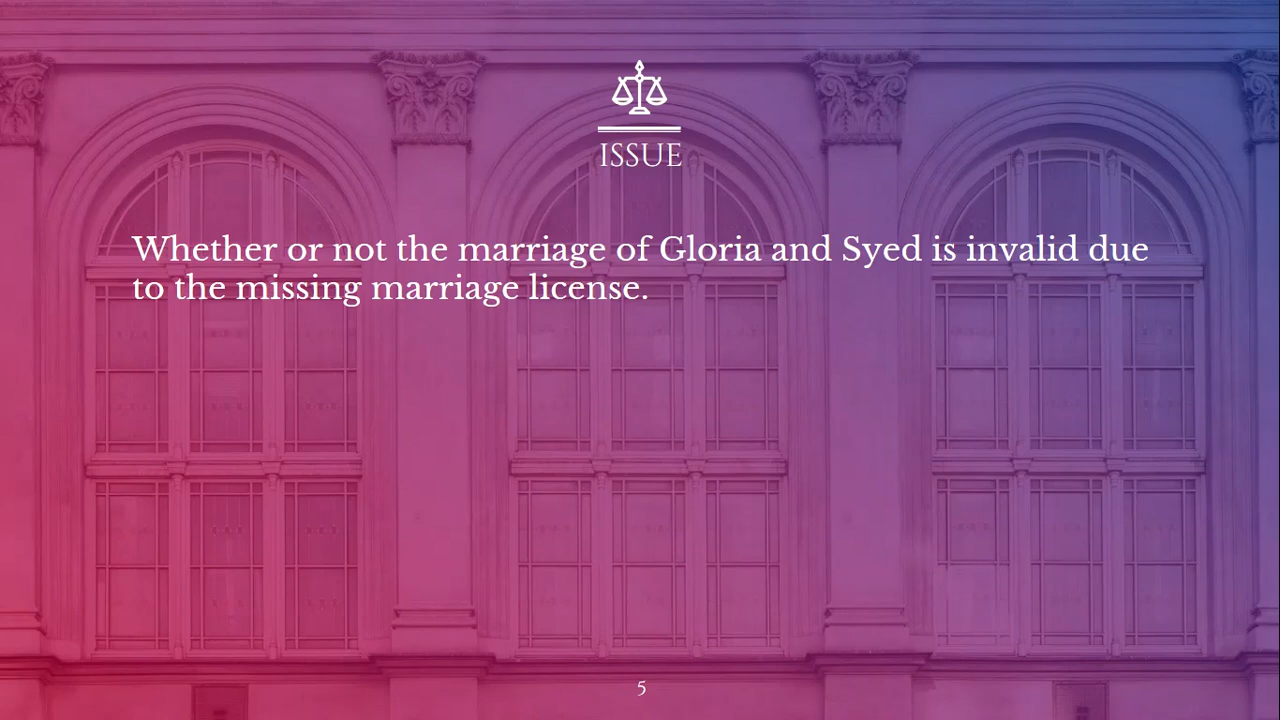 ISSUE
Whether or not the marriage of Gloria and Syed is invalid due
to the missing marriage license.
5